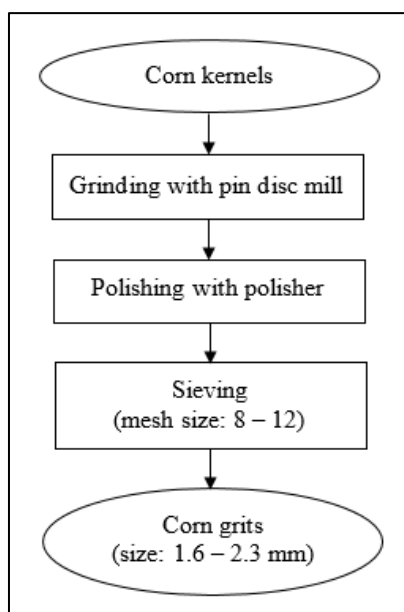 Corn kernels
Grinding with pin disc mill
Polishing with polisher
Sieving
(mesh size: 8 – 12)
Corn grits
(size: 1.6 – 2.3 mm)